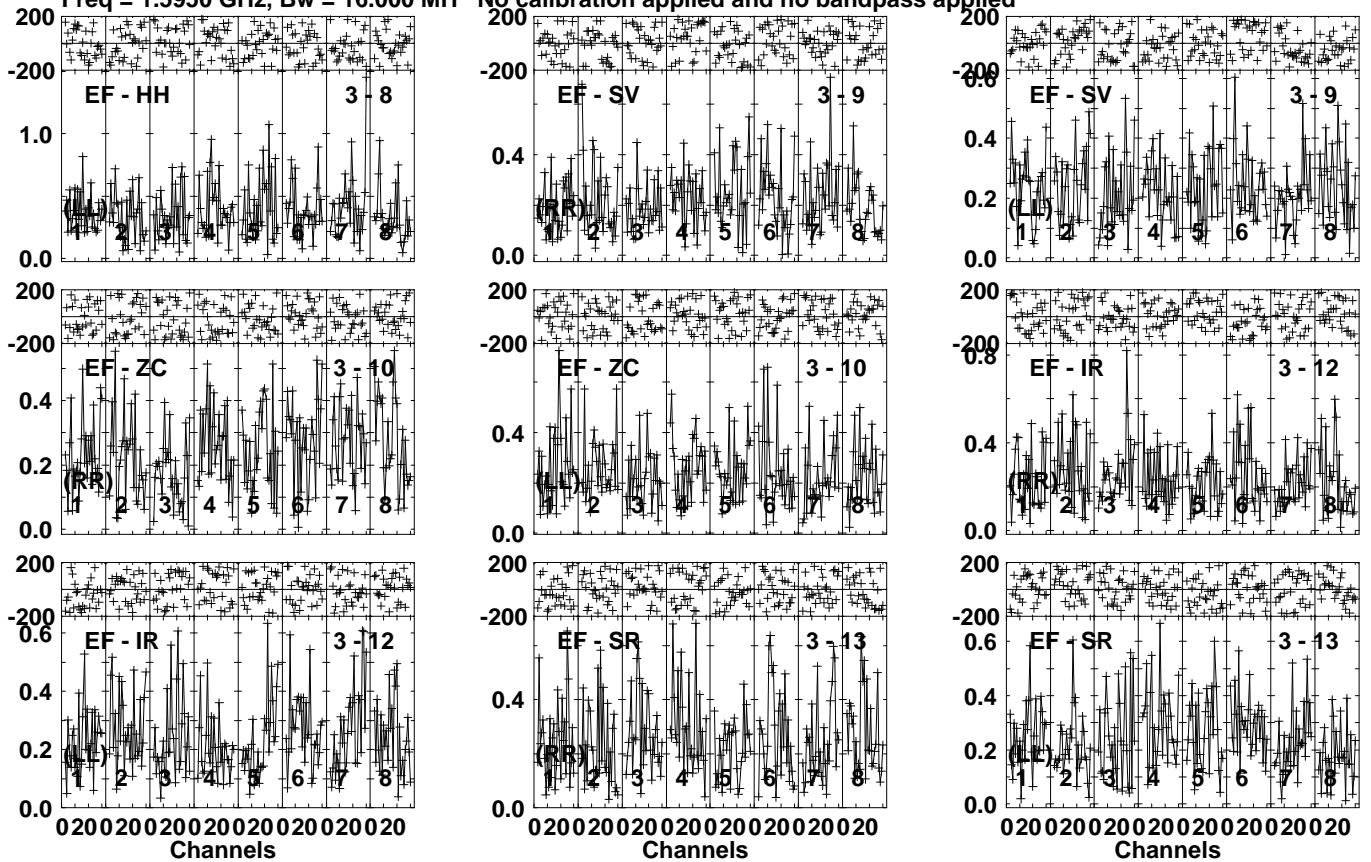 Freq = 1.5950 GHz, Bw = 16.000 MH No calibration applied and no bandpass applied
200 200 200
-200 -200 -200
EF - HH 3 - 8 EF - SV 3 - 9 0.6 EF - SV 3 - 9
1.0 0.4 0.4
0.2
(LL) (RR) (LL)
1 2 3 4 5 6 7 8 1 2 3 4 5 6 7 8 1 2 3 4 5 6 7 8
0.0 0.0 0.0
200 200 200
-200 -200 -200
EF - ZC 3 - 10 EF - ZC 3 - 10 0.8 EF - IR 3 - 12
0.4 0.4 0.4
0.2
(RR) (LL) (RR)
1 2 3 4 5 6 7 8 1 2 3 4 5 6 7 8 1 2 3 4 5 6 7 8
0.0 0.0 0.0
200 200 200
-200 -200 -200
0.6 EF - IR 3 - 12 EF - SR 3 - 13 0.6 EF - SR 3 - 13
0.4 0.4 0.4
0.2 0.2
(LL) (RR) (LL)
1 2 3 4 5 6 7 8 1 2 3 4 5 6 7 8 1 2 3 4 5 6 7 8
0.0 0.0 0.0
0 20 0 20 0 20 0 20 0 20 0 20 0 20 0 20 0 20 0 20 0 20 0 20 0 20 0 20 0 20 0 20 0 20 0 20 0 20 0 20 0 20 0 20 0 20 0 20
Channels Channels Channels